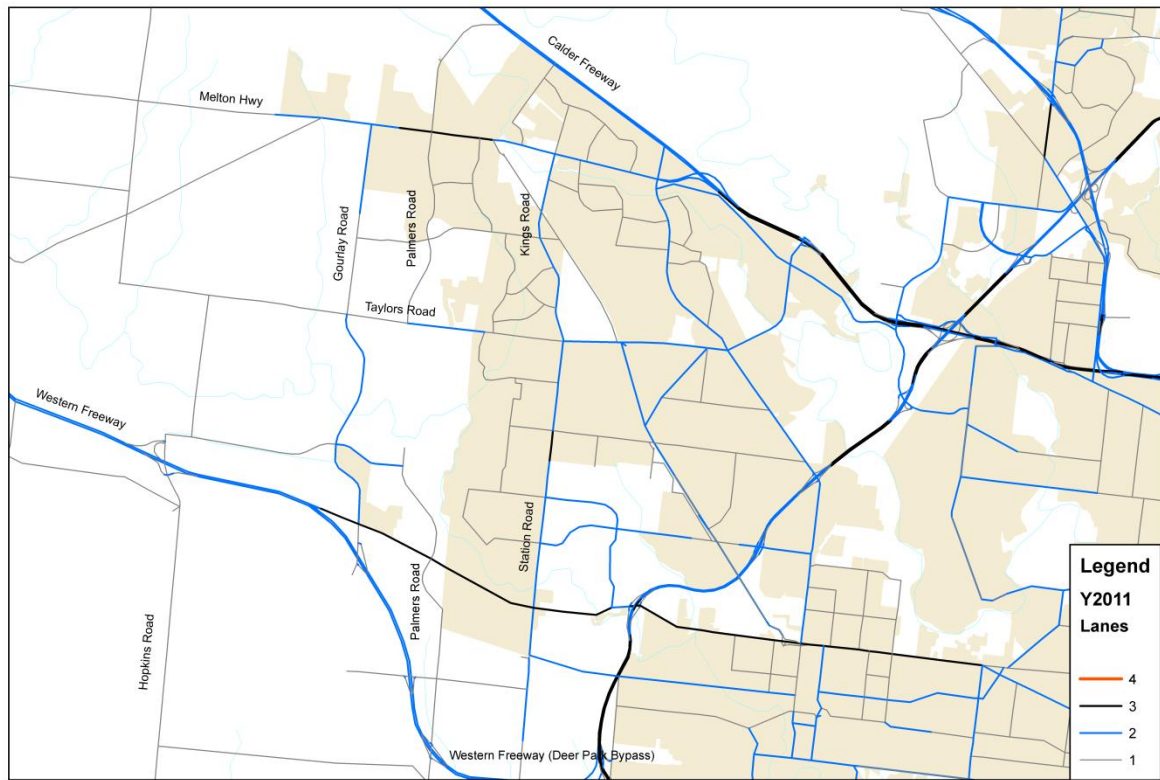 Calder Freeway
Melton Hwy
Gourlay Road
Palmers Road
Kings Road
Taylors Road
Western Freeway
Station Road
Palmers Road
Hopkins Road
Western Freeway (Deer Park Bypass)
Legend
Y2011
Lanes
4
3
2
1